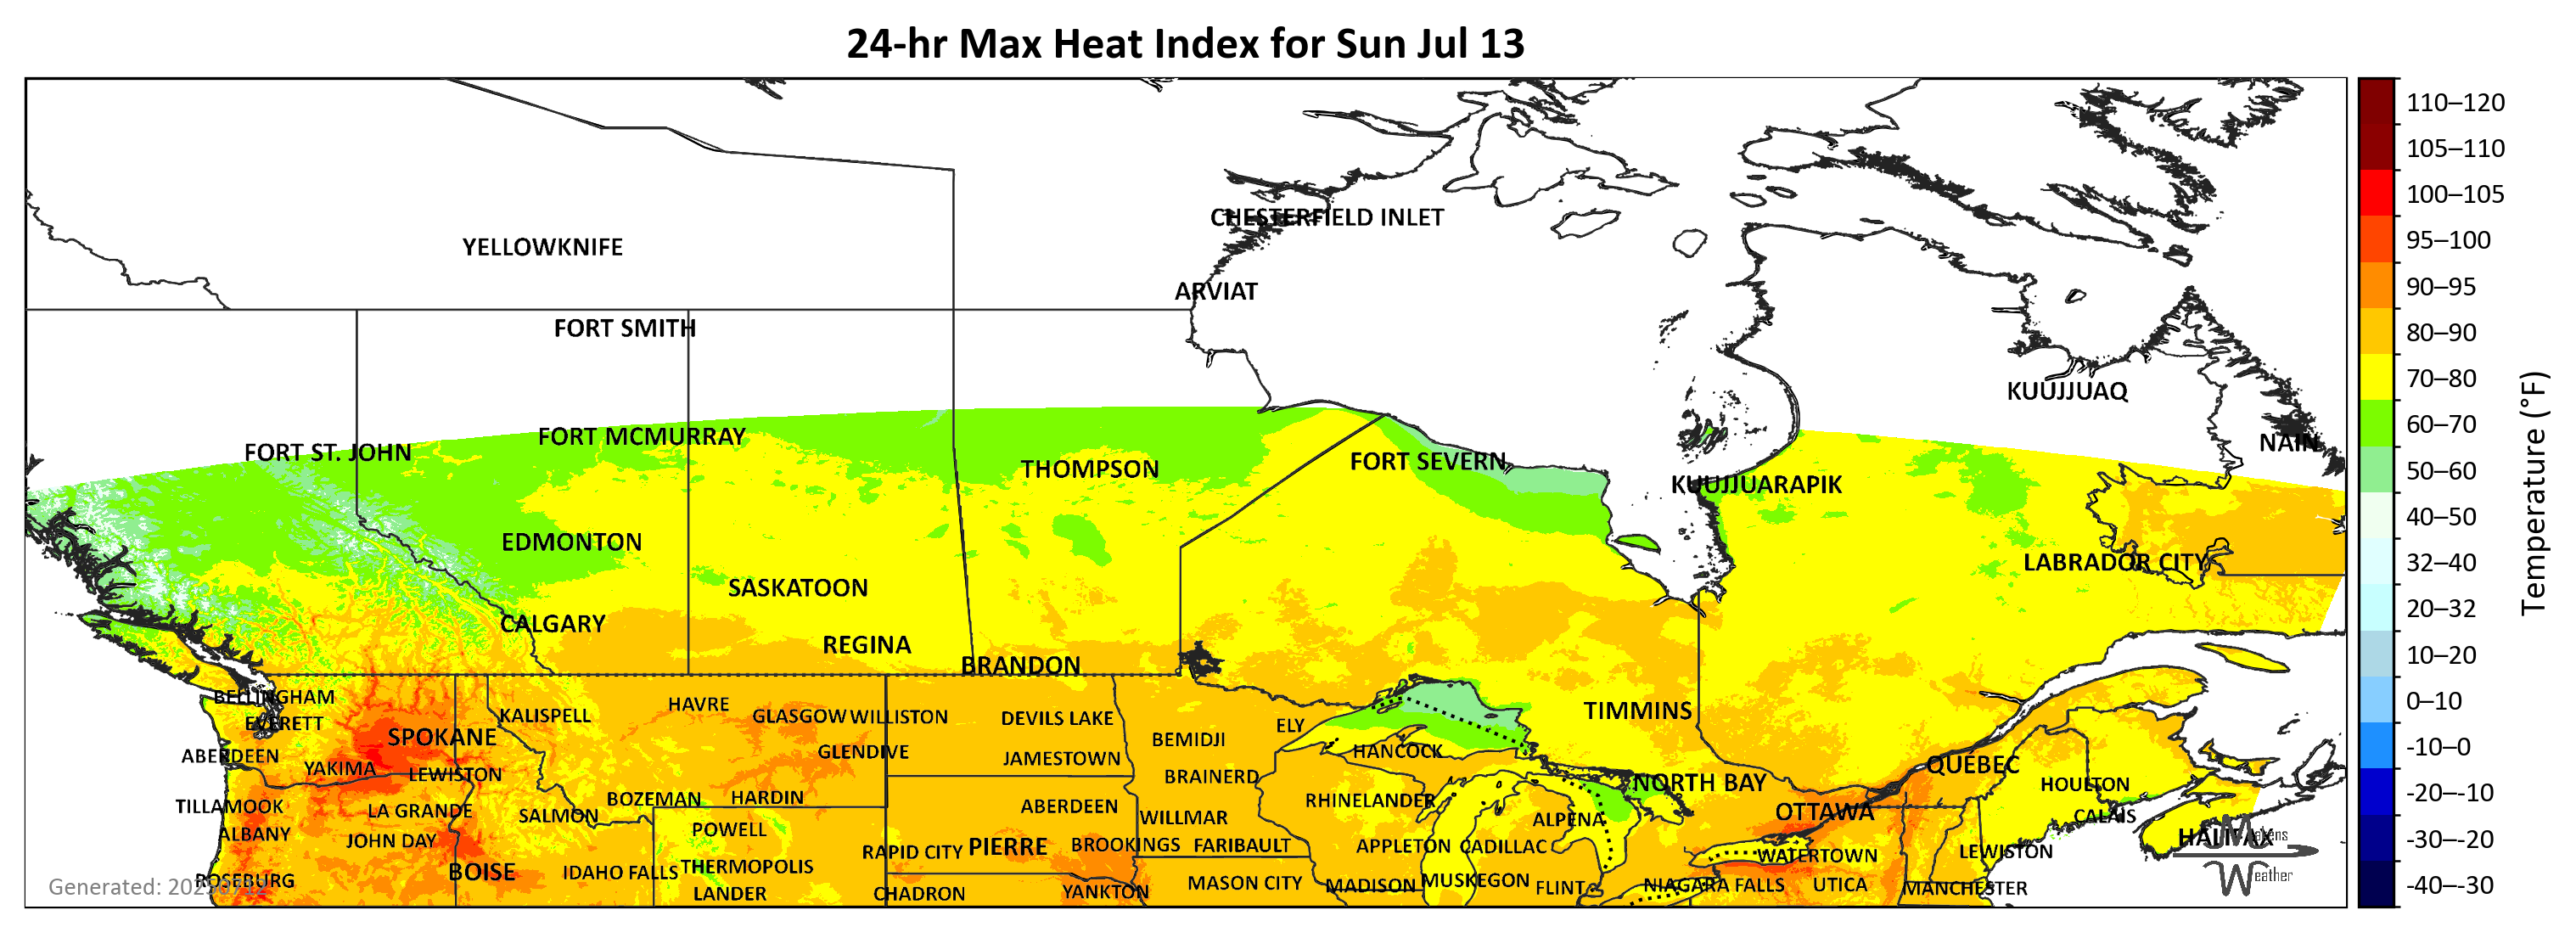 24-hr Max Heat Index for Sun Jul 13
110–120
105–110
CHESTERFIELD INLET
100–105
YELLOWKNIFE
95–100
ARVIAT
90–95
FORT SMITH
80–90
KUUJJUAQ
70–80
Temperature (°F)
FORT MCMURRAY
60–70
FORT ST. JOHN
NAIN
THOMPSON
FORT SEVERN
50–60
KUUJJUARAPIK
40–50
EDMONTON
LABRADOR CITY
32–40
SASKATOON
20–32
CALGARY
REGINA
10–20
BRANDON
BELLINGHAM
HAVRE
0–10
KALISPELL
GLASGOW WILLISTON
DEVILS LAKE
TIMMINS
EVERETT
ELY
SPOKANE
BEMIDJI
-10–0
ABERDEEN
GLENDIVE
HANCOCK
JAMESTOWN
QUÉBEC
YAKIMA
LEWISTON
BRAINERD
NORTH BAY
HOULTON
-20–-10
BOZEMAN
HARDIN
RHINELANDER
TILLAMOOK
LA GRANDE
SALMON
ABERDEEN
WILLMAR
ALPENA
OTTAWA
CALAIS
ALBANY
JOHN DAY
POWELL
HALIFAX
Makens
-30–-20
RAPID CITY
PIERRE
BROOKINGS
FARIBAULT
APPLETON
CADILLAC
WATERTOWN
LEWISTON
BOISE
IDAHO FALLS
THERMOPOLIS
Weather
ROSEBURG
MASON CITY
MADISON
MUSKEGON
FLINT
NIAGARA FALLS
UTICA
MANCHESTER
-40–-30
Generated:
LANDER
CHADRON
YANKTON